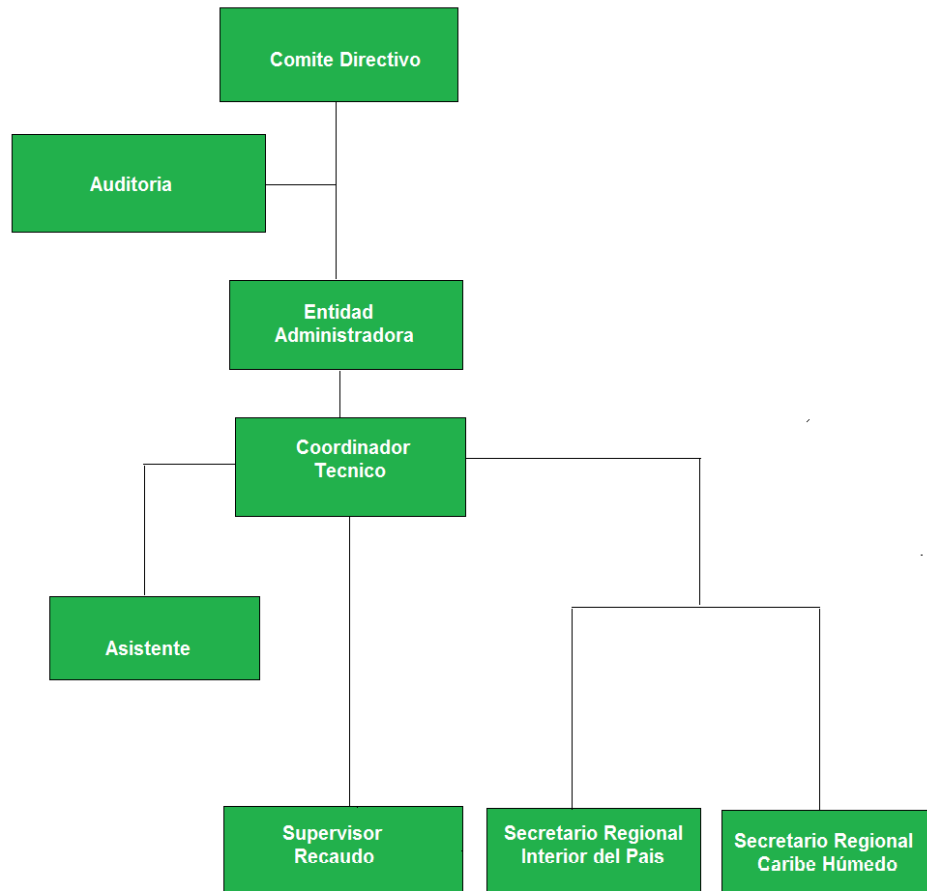 Comite Directivo
Auditoria
Entidad
Administradora
Coordinador
Tecnico
Asistente
Supervisor
Recaudo
Secretario Regional
Interior del Pais
Secretario Regional
Caribe Húmedo